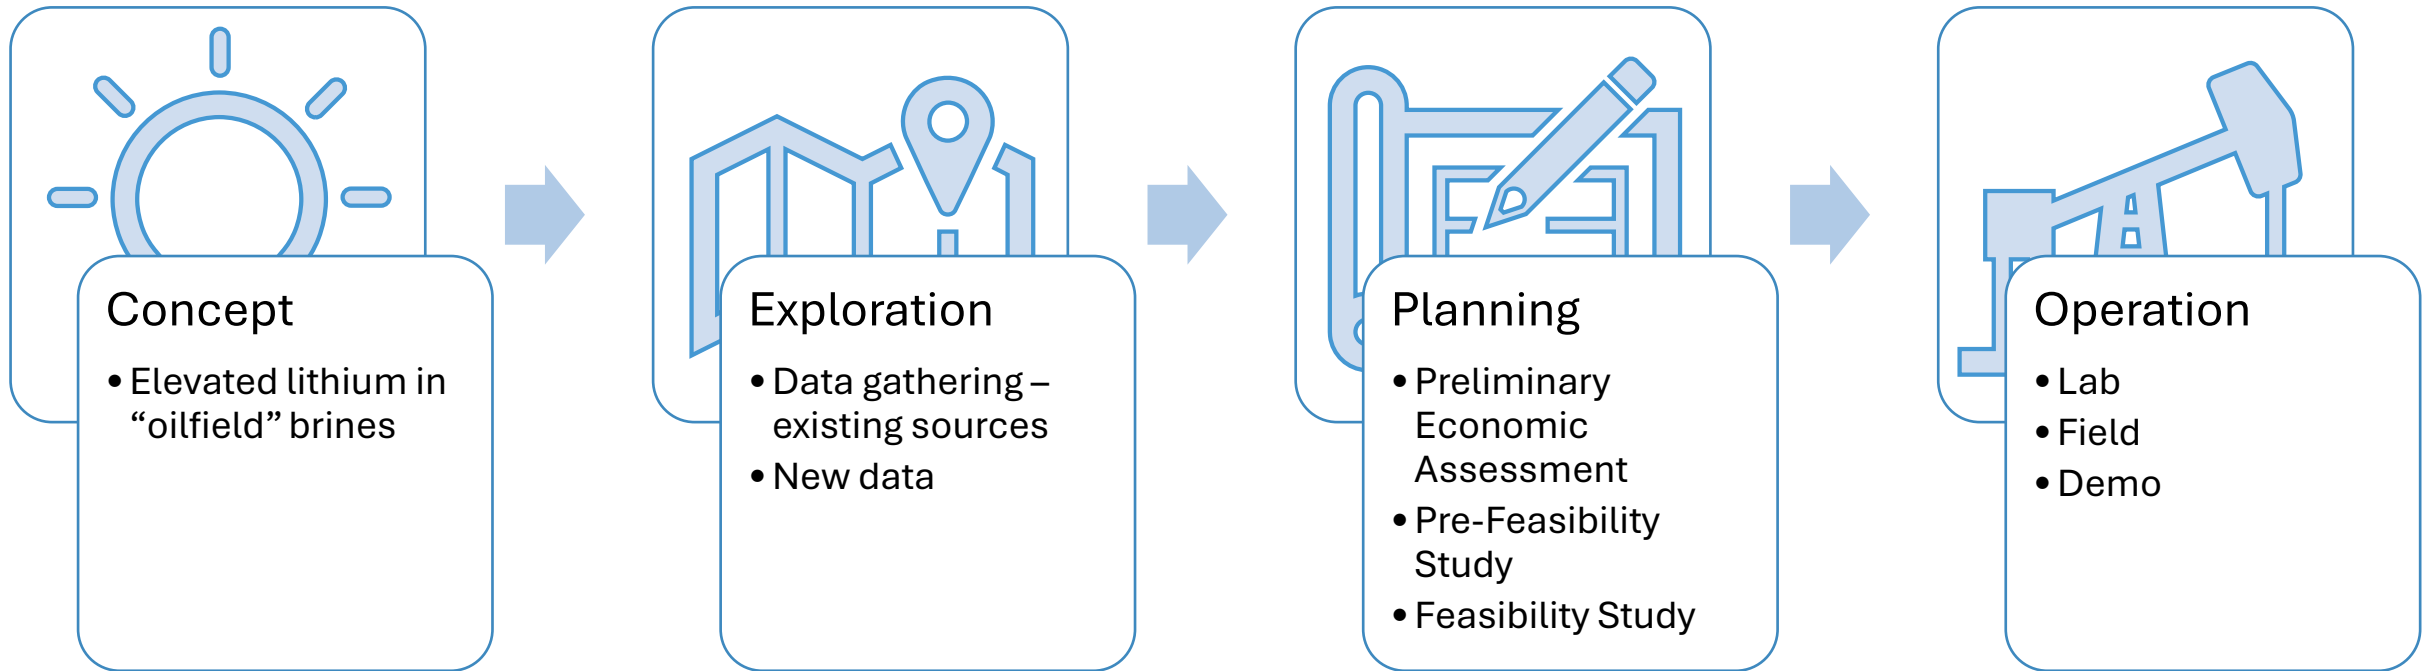 Concept
• Elevated lithium in
“oilfield” brines
Exploration
• Data gathering –
existing sources
• New data
Planning
• Preliminary
Economic
Assessment
• Pre-Feasibility
Study
• Feasibility Study
Operation
• Lab
• Field
• Demo